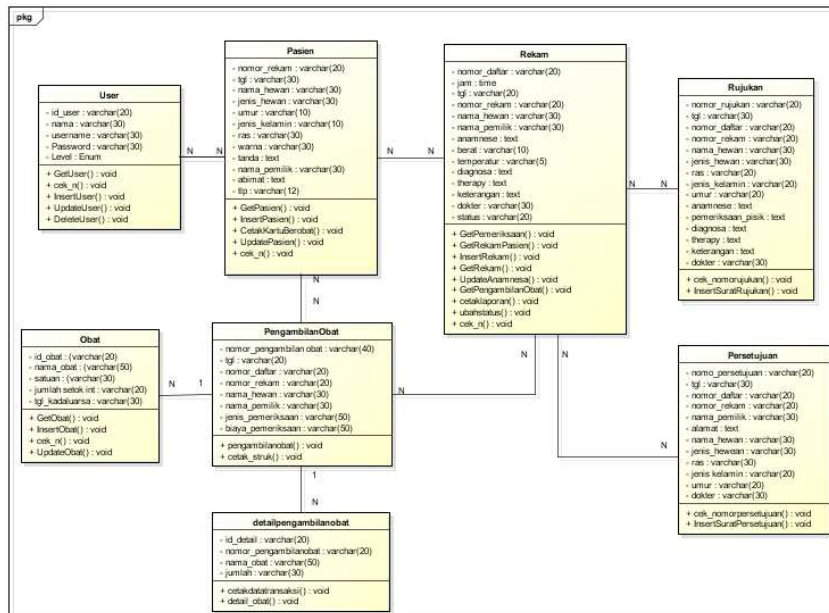 pkg
User
- id_user : varchar(20)
- nama : varchar(30)
- username : varchar(30)
- Password : varchar(30)
- Level : Enum
+ GetUser() : void
+ cek_n() : void
+ InsertUser() : void
+ UpdateUser() : void
+ DeleteUser() : void
N
N
Pasien
- nomor_rekam : varchar(20)
- tgl : varchar(30)
- nama_hewan : varchar(30)
- jenis_hewan : varchar(30)
- umur : varchar(10)
- jenis_kelamin : varchar(10)
- ras : varchar(30)
- warna : varchar(30)
- tanda : text
- nama_pemilik : varchar(30)
- abimat : text
- tlp : varchar(12)
+ GetPasien() : void
+ InsertPasien() : void
+ CetakKartuBerobat() : void
+ UpdatePasien() : void
+ cek_n() : void
N
N
Rekam
- nomor_daftar : varchar(20)
- jam : time
- tgl : varchar(20)
- nomor_rekam : varchar(20)
- nama_hewan : varchar(30)
- nama_pemilik : varchar(30)
- anamnese : text
- berat : varchar(10)
- temperatur : varchar(5)
- diagnosa : text
- therapy : text
- keterangan : text
- dokter : varchar(30)
- status : varchar(20)
+ GetPemeriksaan() : void
+ GetRekamPasien() : void
+ InsertRekam() : void
+ GetRekam() : void
+ UpdateAnamnesa() : void
+ GetPengambilanObat() : void
+ cetaklaporan() : void
+ ubahstatus() : void
+ cek_n() : void
N
N
Rujukan
- nomor_rujukan : varchar(20)
- tgl : varchar(30)
- nomor_daftar : varchar(20)
- nomor_rekam : varchar(20)
- nama_hewan : varchar(30)
- jenis_hewan : varchar(30)
- ras : varchar(20)
- jenis_kelamin : varchar(20)
- umur : varchar(20)
- anamnese : text
- pemeriksaan_pisik : text
- diagnosa : text
- therapy : text
- keterangan : text
- dokter : varchar(30)
+ cek_nomorujukan() : void
+ InsertSuratRujukan() : void
N
N
Obat
- id_obat : (varchar(20)
- nama_obat : (varchar(50)
- satuan : (varchar(30)
- jumlah setok int : varchar(20)
- tgl_kadaluarsa : varchar(30)
+ GetObat() : void
+ InsertObat() : void
+ cek_n() : void
+ UpdateObat() : void
N
1
PengambilanObat
- nomor_pengambilan obat : varchar(40)
- tgl : varchar(20)
- nomor_daftar : varchar(20)
- nomor_rekam : varchar(20)
- nama_hewan : varchar(30)
- nama_pemilik : varchar(30)
- jenis_pemeriksaan : varchar(50)
- biaya_pemeriksaan : varchar(50)
+ pengambilanobat() : void
+ cetak_struk() : void
N
N
N
N
Persetujuan
- nomo_persetujuan : varchar(20)
- tgl : varchar(30)
- nomor_daftar : varchar(20)
- nomor_rekam : varchar(20)
- nama_pemilik : varchar(30)
- alamat : text
- nama_hewan : varchar(30)
- jenis_hewean : varchar(30)
- ras : varchar(30)
- jenis kelamin : varchar(20)
- umur : varchar(20)
- dokter : varchar(30)
+ cek_nomorpersetujuan() : void
+ InsertSuratPersetujuan() : void
1
N
detailpengambilanobat
- id_detail : varchar(20)
- nomor_pengambilanobat : varchar(20)
- nama_obat : varchar(50)
- jumlah : varchar(30)
+ cetakdatatransaksi() : void
+ detail_obat() : void